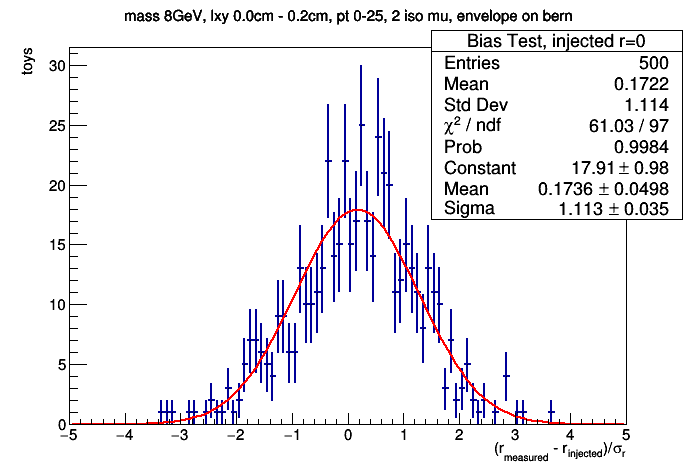 mass 8GeV, lxy 0.0cm - 0.2cm, pt 0-25, 2 iso mu, envelope on bern
Bias Test, injected r=0
Entries 500
Mean 0.1722
Std Dev 1.114
χ² / ndf 61.03 / 97
Prob 0.9984
Constant 17.91 ± 0.98
Mean 0.1736 ± 0.0498
Sigma 1.113 ± 0.035
toys
30
25
20
15
10
5
0
−5 −4 −3 −2 −1 0 1 2 3 4 5
(r_measured - r_injected)/σ_r